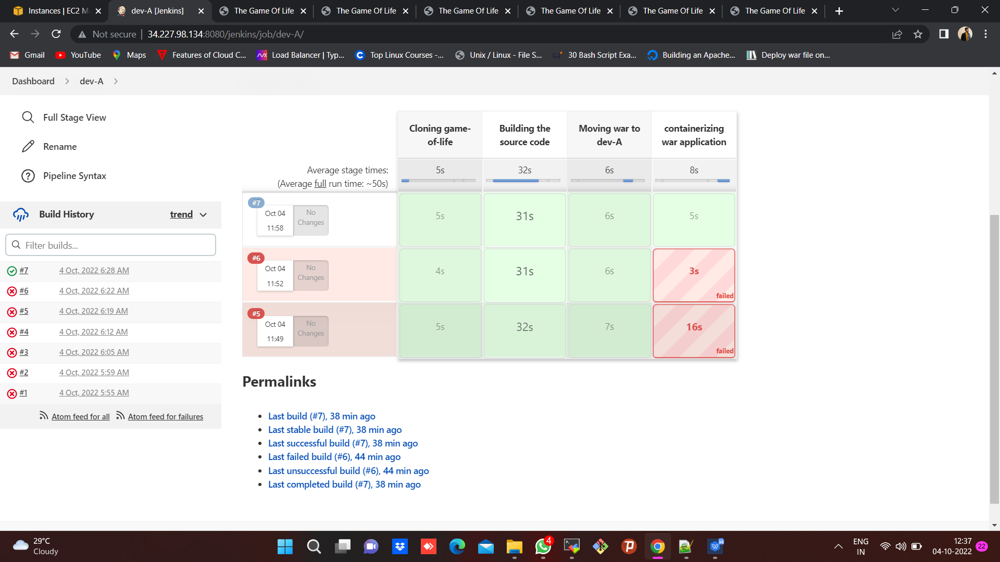 Instances | EC2 M
dev-A [Jenkins]
The Game Of Life
The Game Of Life
The Game Of Life
The Game Of Life
The Game Of Life
The Game Of Life
Not secure
34.227.98.134:8080/jenkins/job/dev-A/
Gmail
YouTube
Maps
Features of Cloud C...
Load Balancer | Typ...
Top Linux Courses -...
Unix / Linux - File S...
30 Bash Script Exa...
Building an Apache...
Deploy war file on...
Dashboard
dev-A
Full Stage View
Rename
Pipeline Syntax
Build History
trend
Filter builds...
#7 4 Oct, 2022 6:28 AM
#6 4 Oct, 2022 6:22 AM
#5 4 Oct, 2022 6:19 AM
#4 4 Oct, 2022 6:12 AM
#3 4 Oct, 2022 6:05 AM
#2 4 Oct, 2022 5:59 AM
#1 4 Oct, 2022 5:55 AM
Atom feed for all Atom feed for failures
Cloning game-
of-life
Building the
source code
Moving war to
dev-A
containerizing
war application
Average stage times:
(Average full run time: ~50s)
5s 32s 6s 8s
#7
Oct 04
11:58
No
Changes
5s 31s 6s 5s
#6
Oct 04
11:52
No
Changes
4s 31s 6s 3s
failed
#5
Oct 04
11:49
No
Changes
5s 32s 7s 16s
failed
Permalinks
Last build (#7), 38 min ago
Last stable build (#7), 38 min ago
Last successful build (#7), 38 min ago
Last failed build (#6), 44 min ago
Last unsuccessful build (#6), 44 min ago
Last completed build (#7), 38 min ago
29°C
Cloudy
4
ENG
IN
12:37
04-10-2022
22